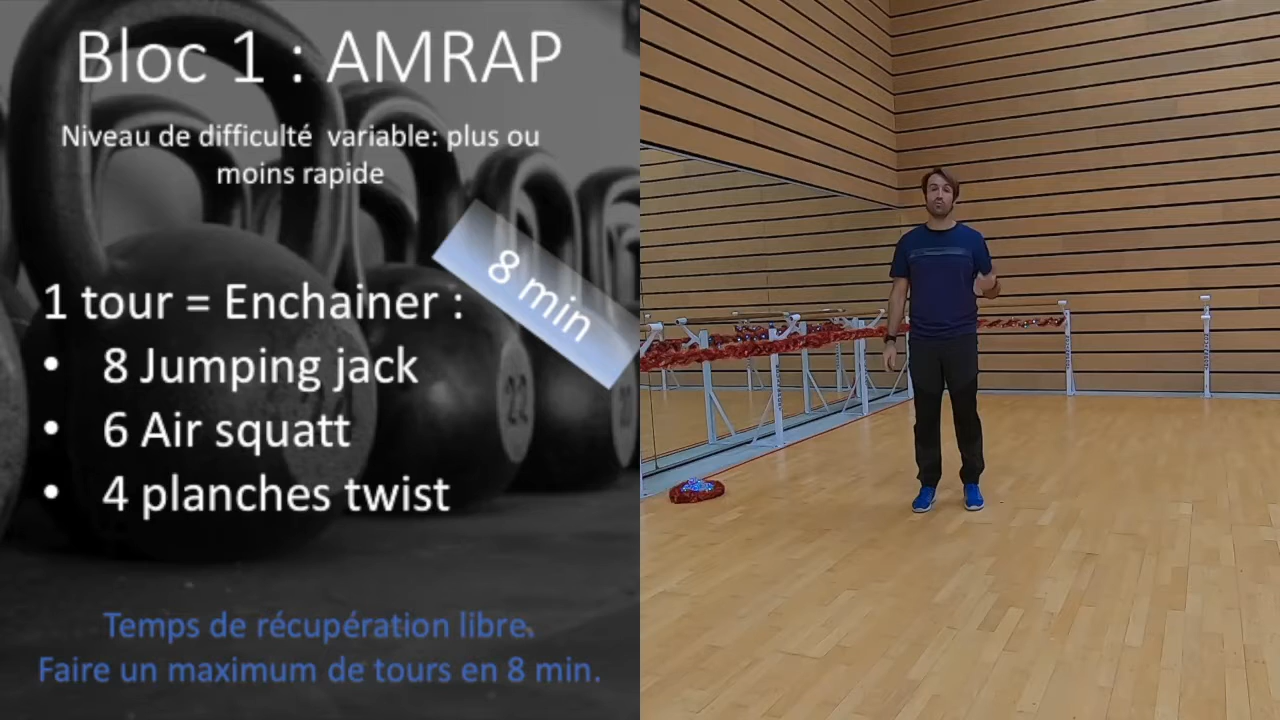 Bloc 1 : AMRAP
Niveau de difficulté variable: plus ou
moins rapide
8 min
1 tour = Enchainer :
• 8 Jumping jack
• 6 Air squatt
• 4 planches twist
22
Temps de récupération libre.
Faire un maximum de tours en 8 min.